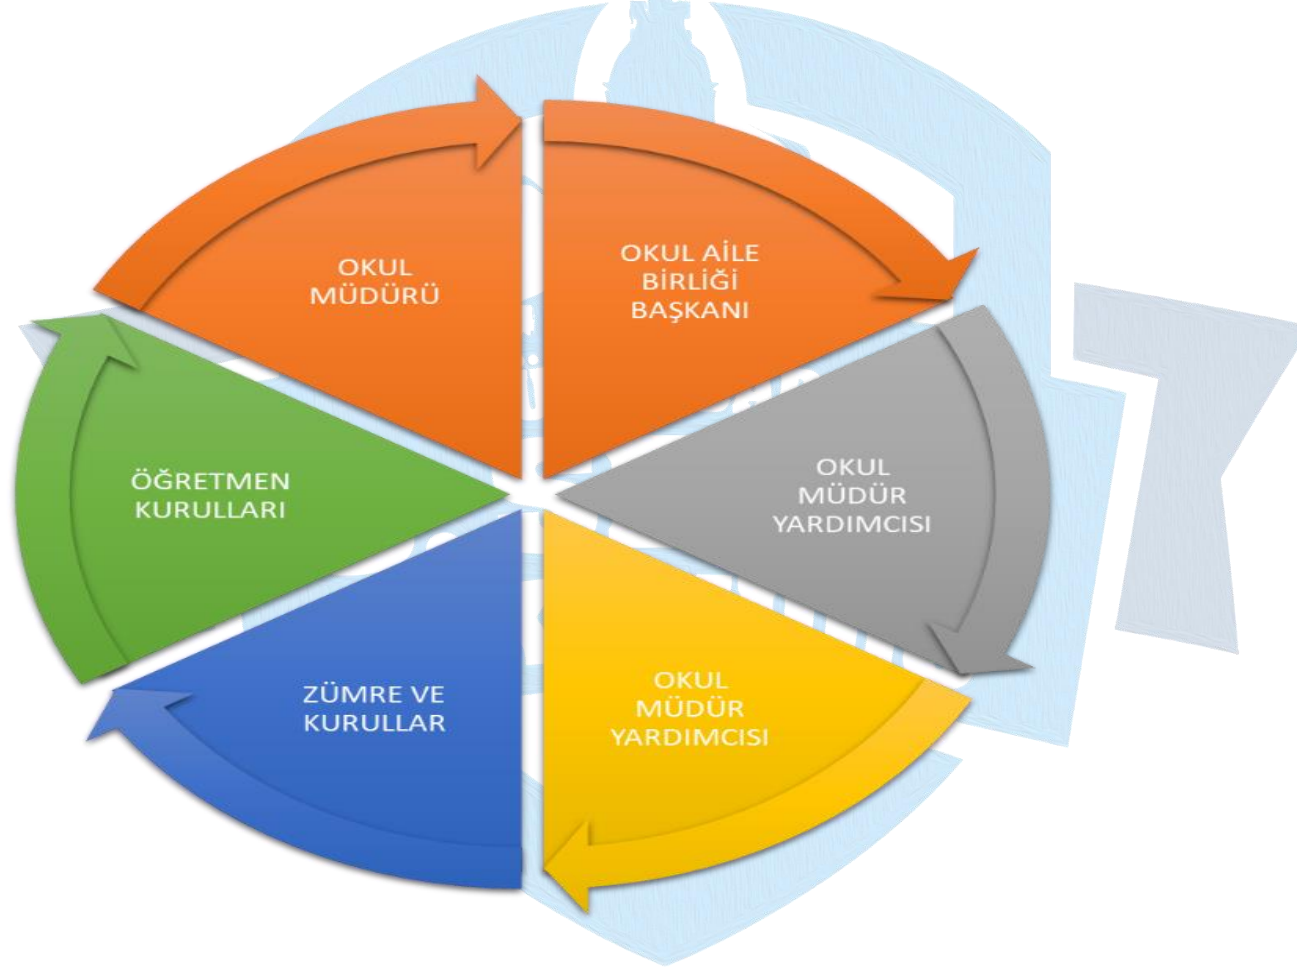 OKUL
MÜDÜRÜ
OKUL AİLE
BİRLİĞİ
BAŞKANI
OKUL
MÜDÜR
YARDIMCISI
OKUL
MÜDÜR
YARDIMCISI
ZÜMRE VE
KURULLAR
ÖĞRETMEN
KURULLARI